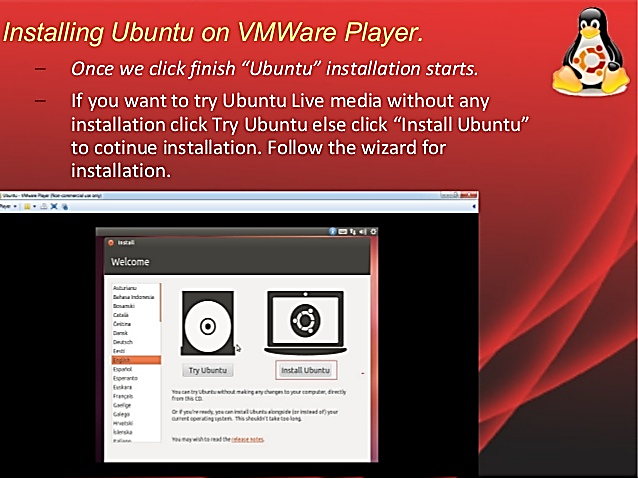 Installing Ubuntu on VMWare Player.
– Once we click finish “Ubuntu” installation starts.
– If you want to try Ubuntu Live media without any
installation click Try Ubuntu else click “Install Ubuntu”
to cotinue installation. Follow the wizard for
installation.
Ubuntu - VMware Player (Non-commercial use only)
Player
Install
Welcome
Asturianu
Bahasa Indonesia
Bosanski
Català
Čeština
Dansk
Deutsch
Eesti
English
Español
Esperanto
Euskara
Français
Gaeilge
Galego
Hrvatski
Íslenska
Italiano
Try Ubuntu
Install Ubuntu
You can try Ubuntu without making any changes to your computer, directly
from this CD.
Or if you're ready, you can install Ubuntu alongside (or instead of) your
current operating system. This shouldn't take too long.
You may wish to read the release notes.